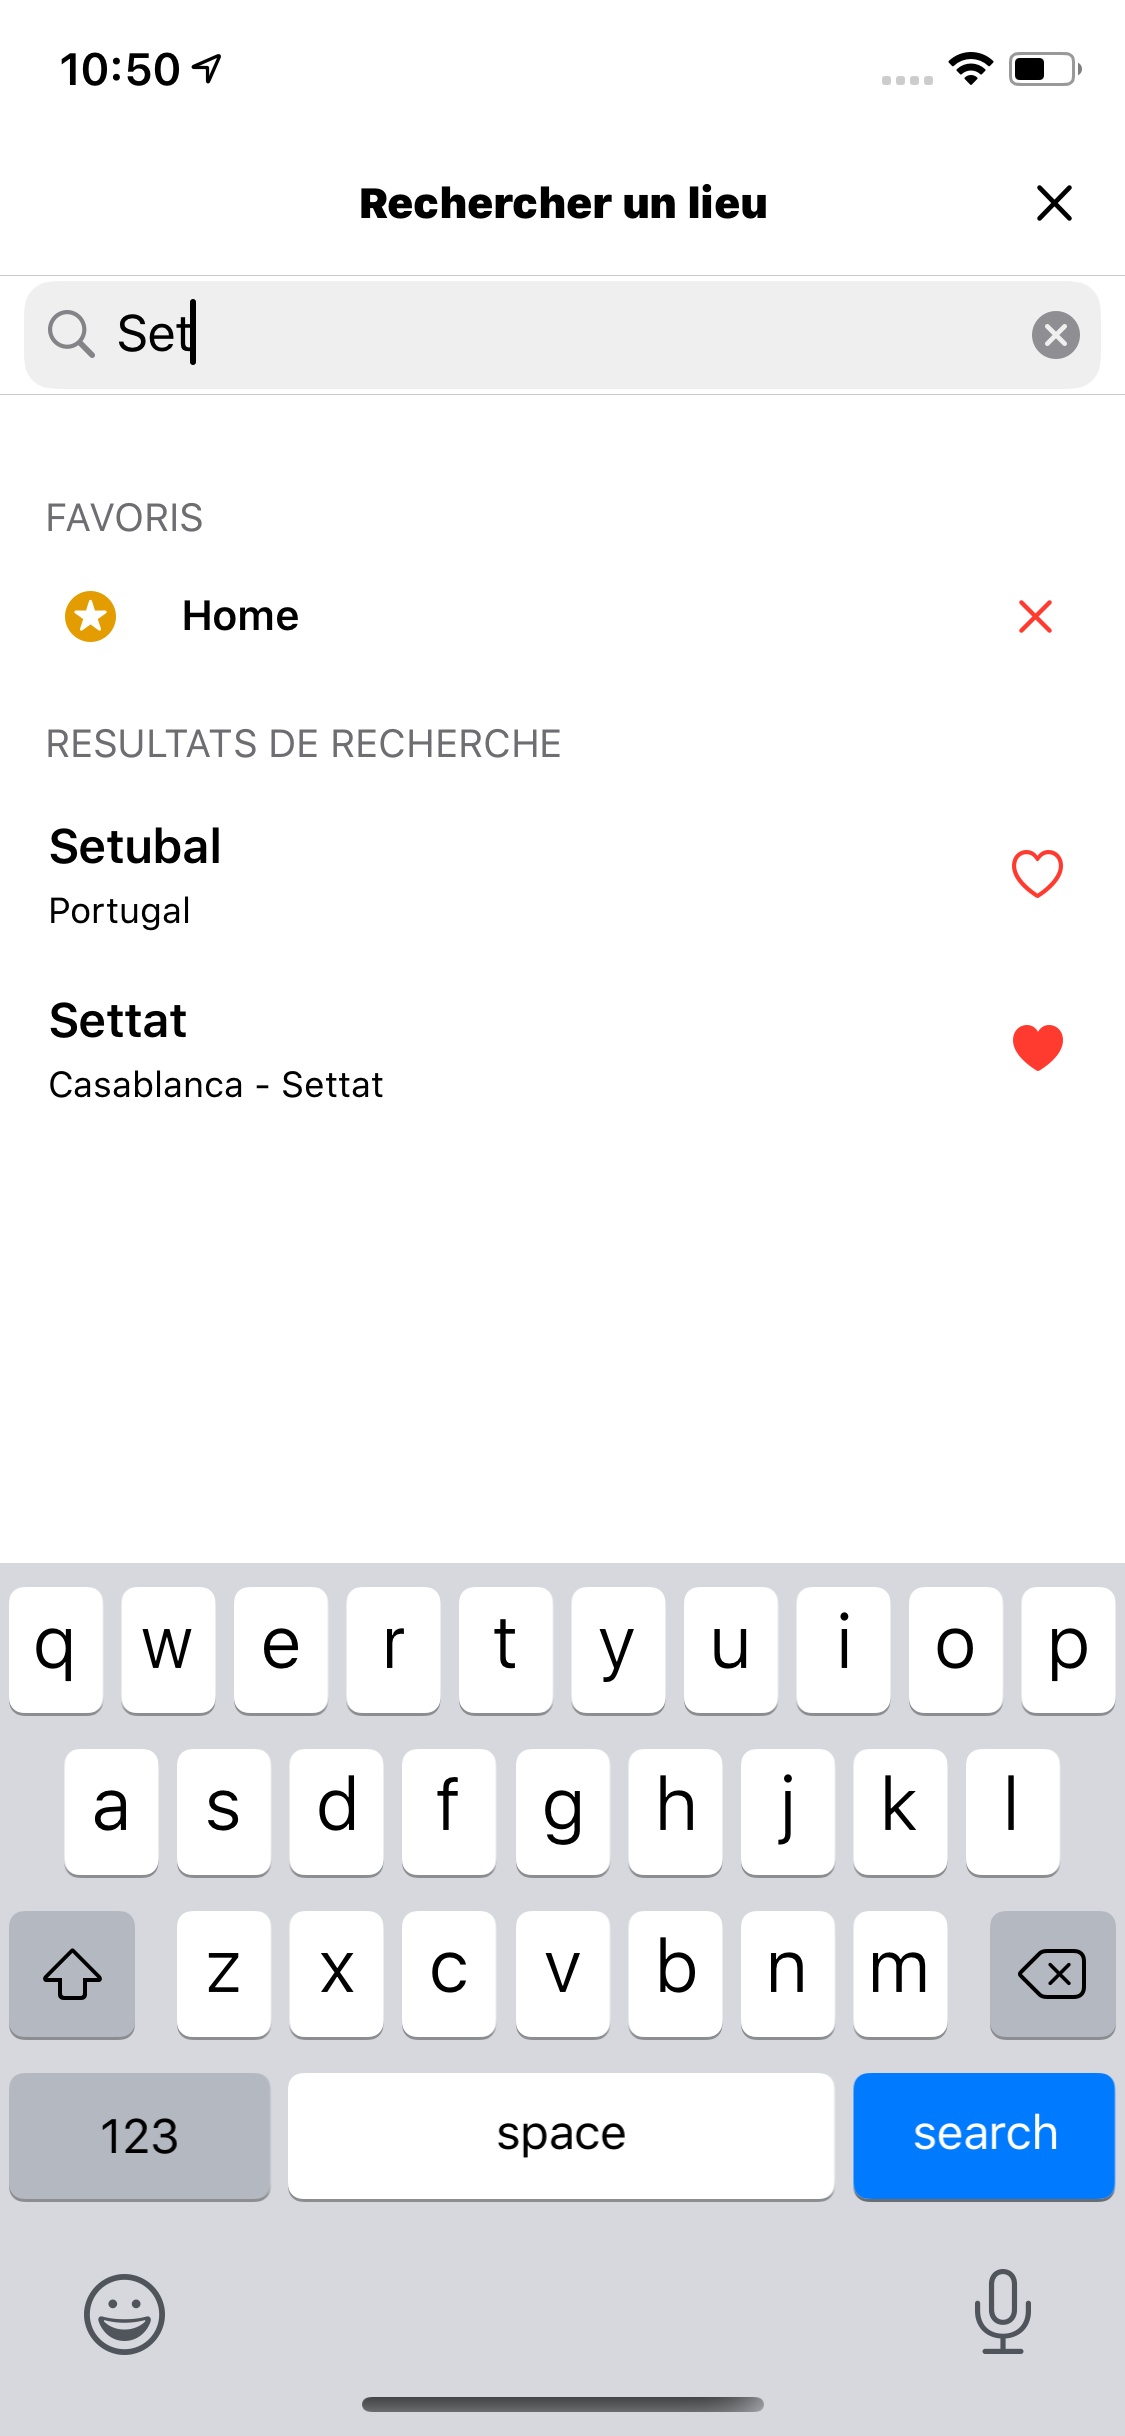 10:50
Rechercher un lieu
Set
FAVORIS
Home
RESULTATS DE RECHERCHE
Setubal
Portugal
Settat
Casablanca - Settat
q w e r t y u i o p
a s d f g h j k l
z x c v b n m
123 space search